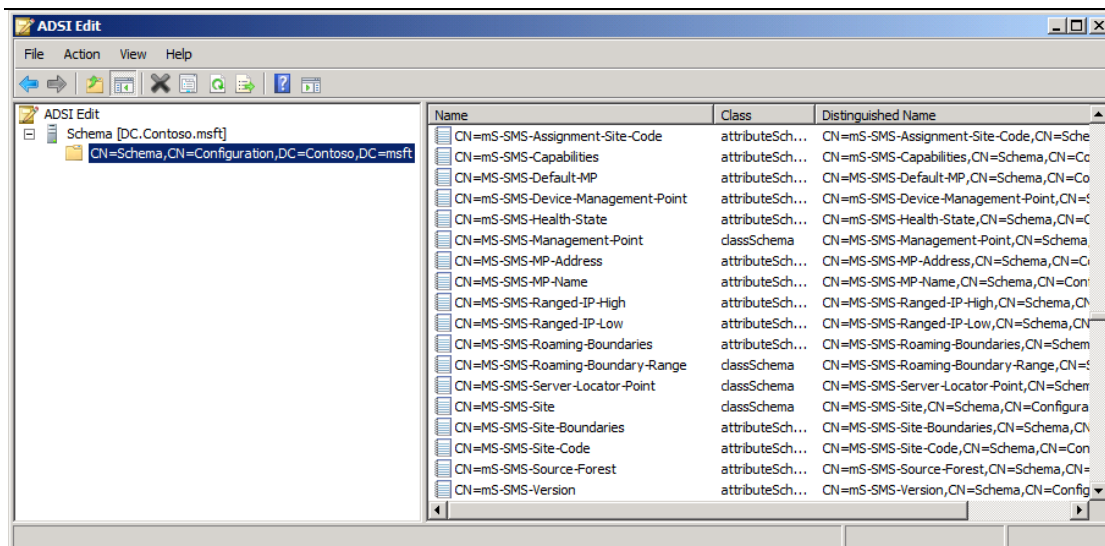 ADSI Edit
File Action View Help
ADSI Edit
Schema [DC.Contoso.msft]
CN=Schema,CN=Configuration,DC=Contoso,DC=msft
Name Class Distinguished Name
CN=mS-SMS-Assignment-Site-Code attributeSch... CN=mS-SMS-Assignment-Site-Code,CN=Sche
CN=mS-SMS-Capabilities attributeSch... CN=mS-SMS-Capabilities,CN=Schema,CN=Co
CN=MS-SMS-Default-MP attributeSch... CN=MS-SMS-Default-MP,CN=Schema,CN=Co
CN=mS-SMS-Device-Management-Point attributeSch... CN=mS-SMS-Device-Management-Point,CN=S
CN=mS-SMS-Health-State attributeSch... CN=mS-SMS-Health-State,CN=Schema,CN=C
CN=MS-SMS-Management-Point classSchema CN=MS-SMS-Management-Point,CN=Schema,
CN=MS-SMS-MP-Address attributeSch... CN=MS-SMS-MP-Address,CN=Schema,CN=Co
CN=MS-SMS-MP-Name attributeSch... CN=MS-SMS-MP-Name,CN=Schema,CN=Con
CN=MS-SMS-Ranged-IP-High attributeSch... CN=MS-SMS-Ranged-IP-High,CN=Schema,CN
CN=MS-SMS-Ranged-IP-Low attributeSch... CN=MS-SMS-Ranged-IP-Low,CN=Schema,CN
CN=MS-SMS-Roaming-Boundaries attributeSch... CN=MS-SMS-Roaming-Boundaries,CN=Schem
CN=MS-SMS-Roaming-Boundary-Range classSchema CN=MS-SMS-Roaming-Boundary-Range,CN=S
CN=MS-SMS-Server-Locator-Point classSchema CN=MS-SMS-Server-Locator-Point,CN=Schem
CN=MS-SMS-Site classSchema CN=MS-SMS-Site,CN=Schema,CN=Configura
CN=MS-SMS-Site-Boundaries attributeSch... CN=MS-SMS-Site-Boundaries,CN=Schema,CN
CN=MS-SMS-Site-Code attributeSch... CN=MS-SMS-Site-Code,CN=Schema,CN=Con
CN=mS-SMS-Source-Forest attributeSch... CN=mS-SMS-Source-Forest,CN=Schema,CN=
CN=mS-SMS-Version attributeSch... CN=mS-SMS-Version,CN=Schema,CN=Config